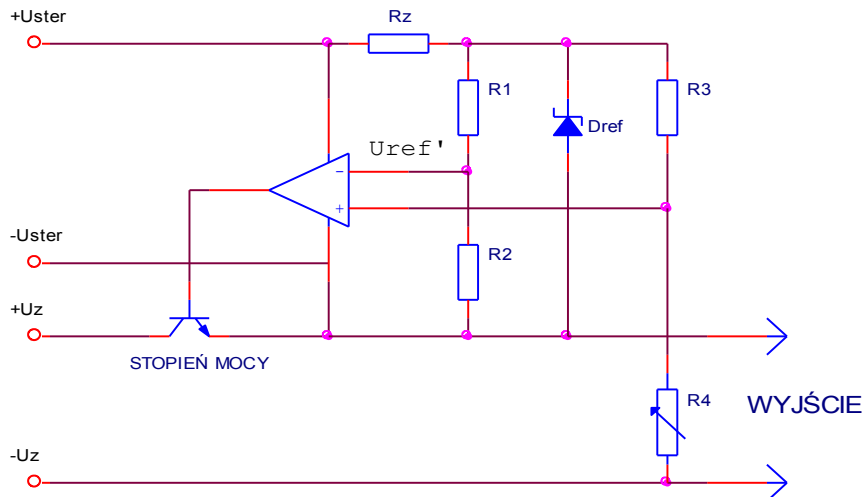 +Uster
Rz
R1
R3
Dref
Uref'
-
+
-Uster
R2
+Uz
STOPIEŃ MOCY
R4
WYJŚCIE
-Uz